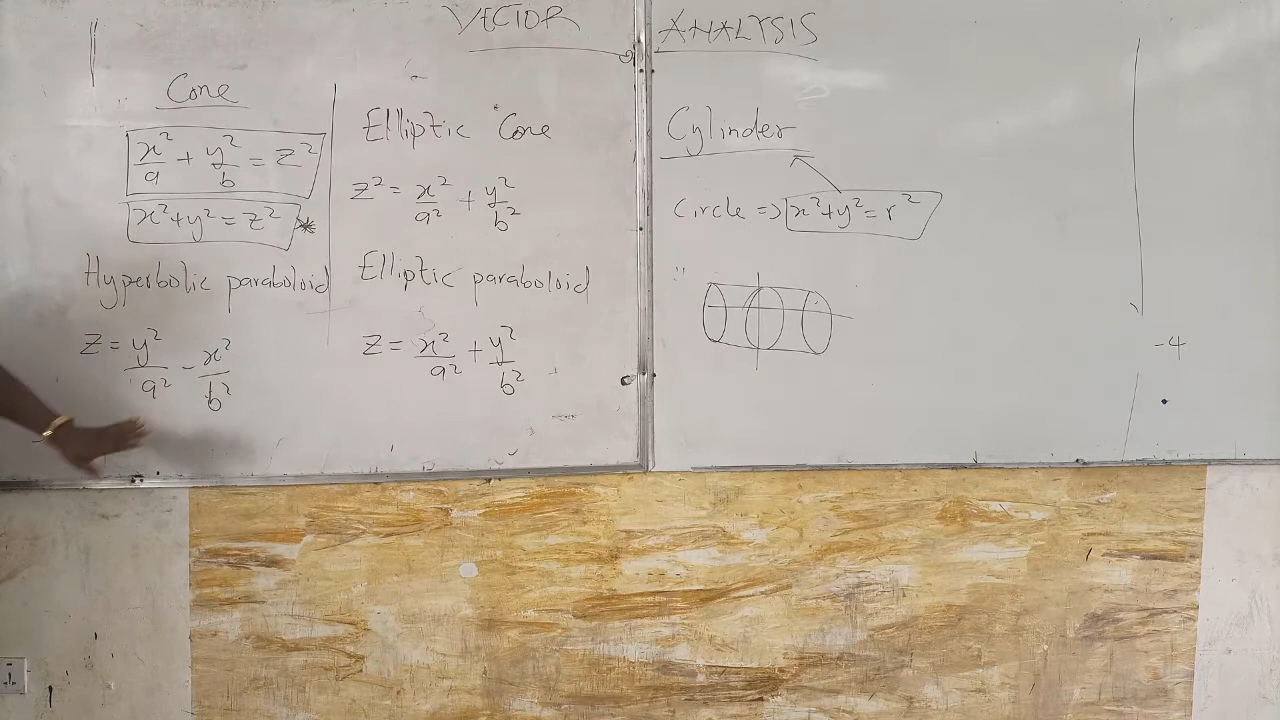 VECTOR ANALYSIS
Cone
x²/a + y²/b = z²
x²+y²=z² *
Hyperbolic paraboloid
z = y²/a² - x²/b²
Elliptic Cone
z² = x²/a² + y²/b²
Elliptic paraboloid
z = x²/a² + y²/b²
Cylinder
Circle => x²+y²=r²
-4